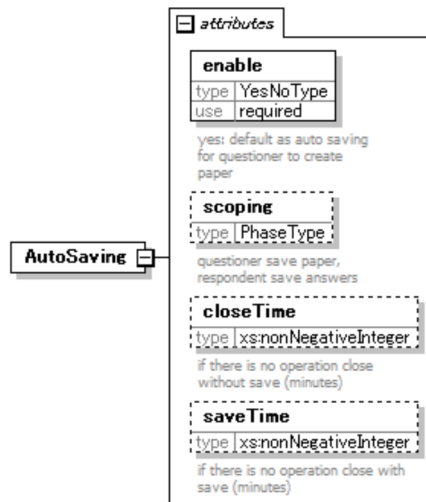 attributes
enable
type YesNoType
use required
yes: default as auto saving
for questioner to create
paper
scoping
type PhaseType
AutoSaving
questioner save paper,
respondent save answers
closeTime
type xs:nonNegativeInteger
if there is no operation close
without save (minutes)
saveTime
type xs:nonNegativeInteger
if there is no operation close with
save (minutes)